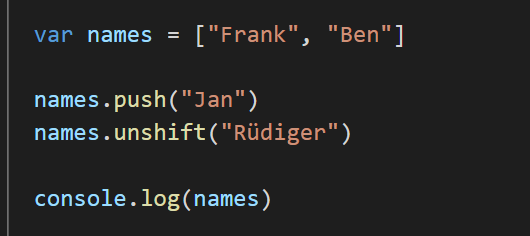 var names = ["Frank", "Ben"]
names.push("Jan")
names.unshift("Rüdiger")
console.log(names)